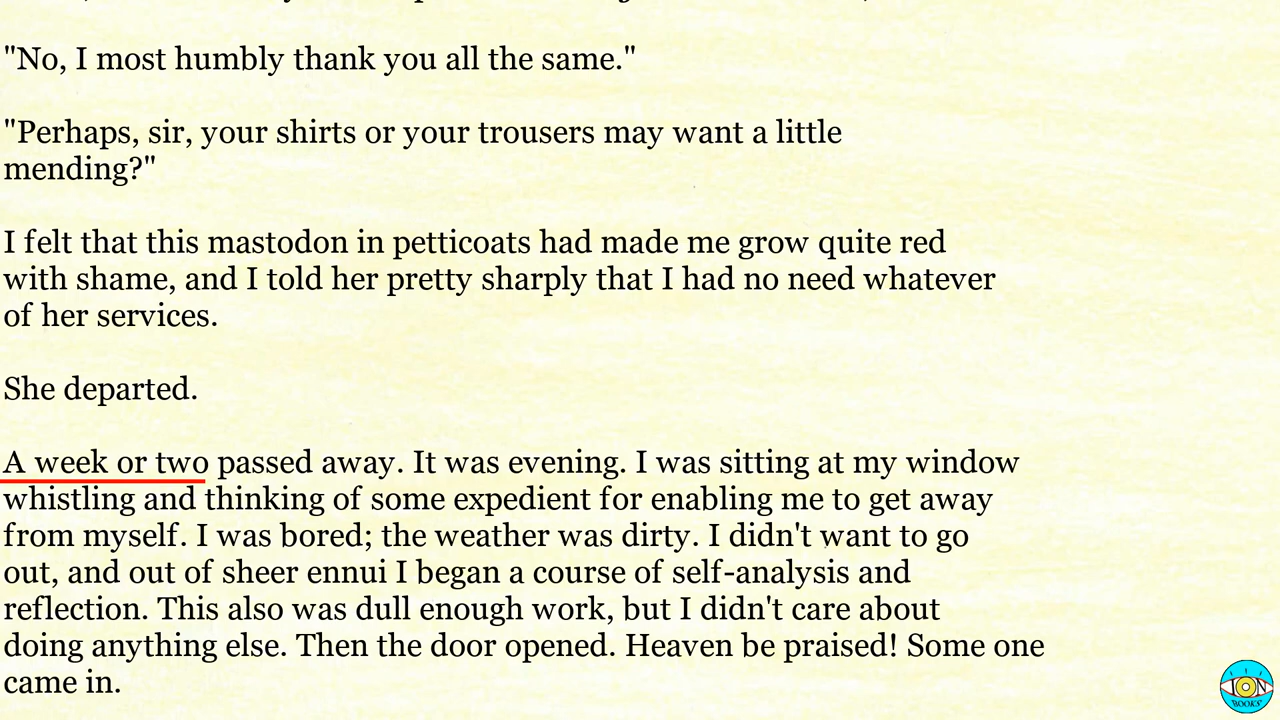 "No, I most humbly thank you all the same."
"Perhaps, sir, your shirts or your trousers may want a little
mending?"
I felt that this mastodon in petticoats had made me grow quite red
with shame, and I told her pretty sharply that I had no need whatever
of her services.
She departed.
A week or two passed away. It was evening. I was sitting at my window
whistling and thinking of some expedient for enabling me to get away
from myself. I was bored; the weather was dirty. I didn't want to go
out, and out of sheer ennui I began a course of self-analysis and
reflection. This also was dull enough work, but I didn't care about
doing anything else. Then the door opened. Heaven be praised! Some one
came in.
ION
BOOKS